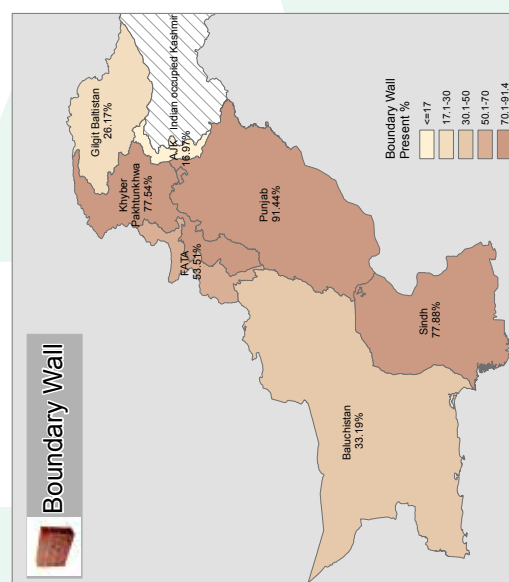 Boundary Wall
Gilgit Baltistan
26.17%
Indian occupied Kashmir
AJK
16.97%
Khyber
Pakhtunkhwa
77.54%
FATA
53.51%
Punjab
91.44%
Baluchistan
33.19%
Sindh
77.88%
Boundary Wall
Present %
<=17
17.1-30
30.1-50
50.1-70
70.1-91.4